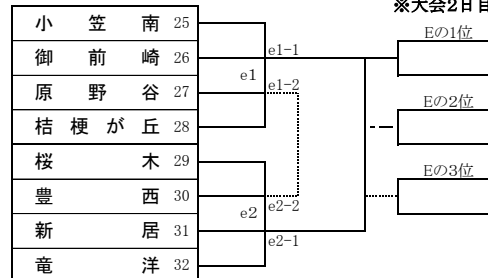 ※大会2日目
小笠南 25
御前崎 26
原野谷 27
桔梗が丘 28
桜木 29
豊西 30
新居 31
竜洋 32
e1
e1-1
e1-2
e2
e2-2
e2-1
Eの1位
Eの2位
Eの3位